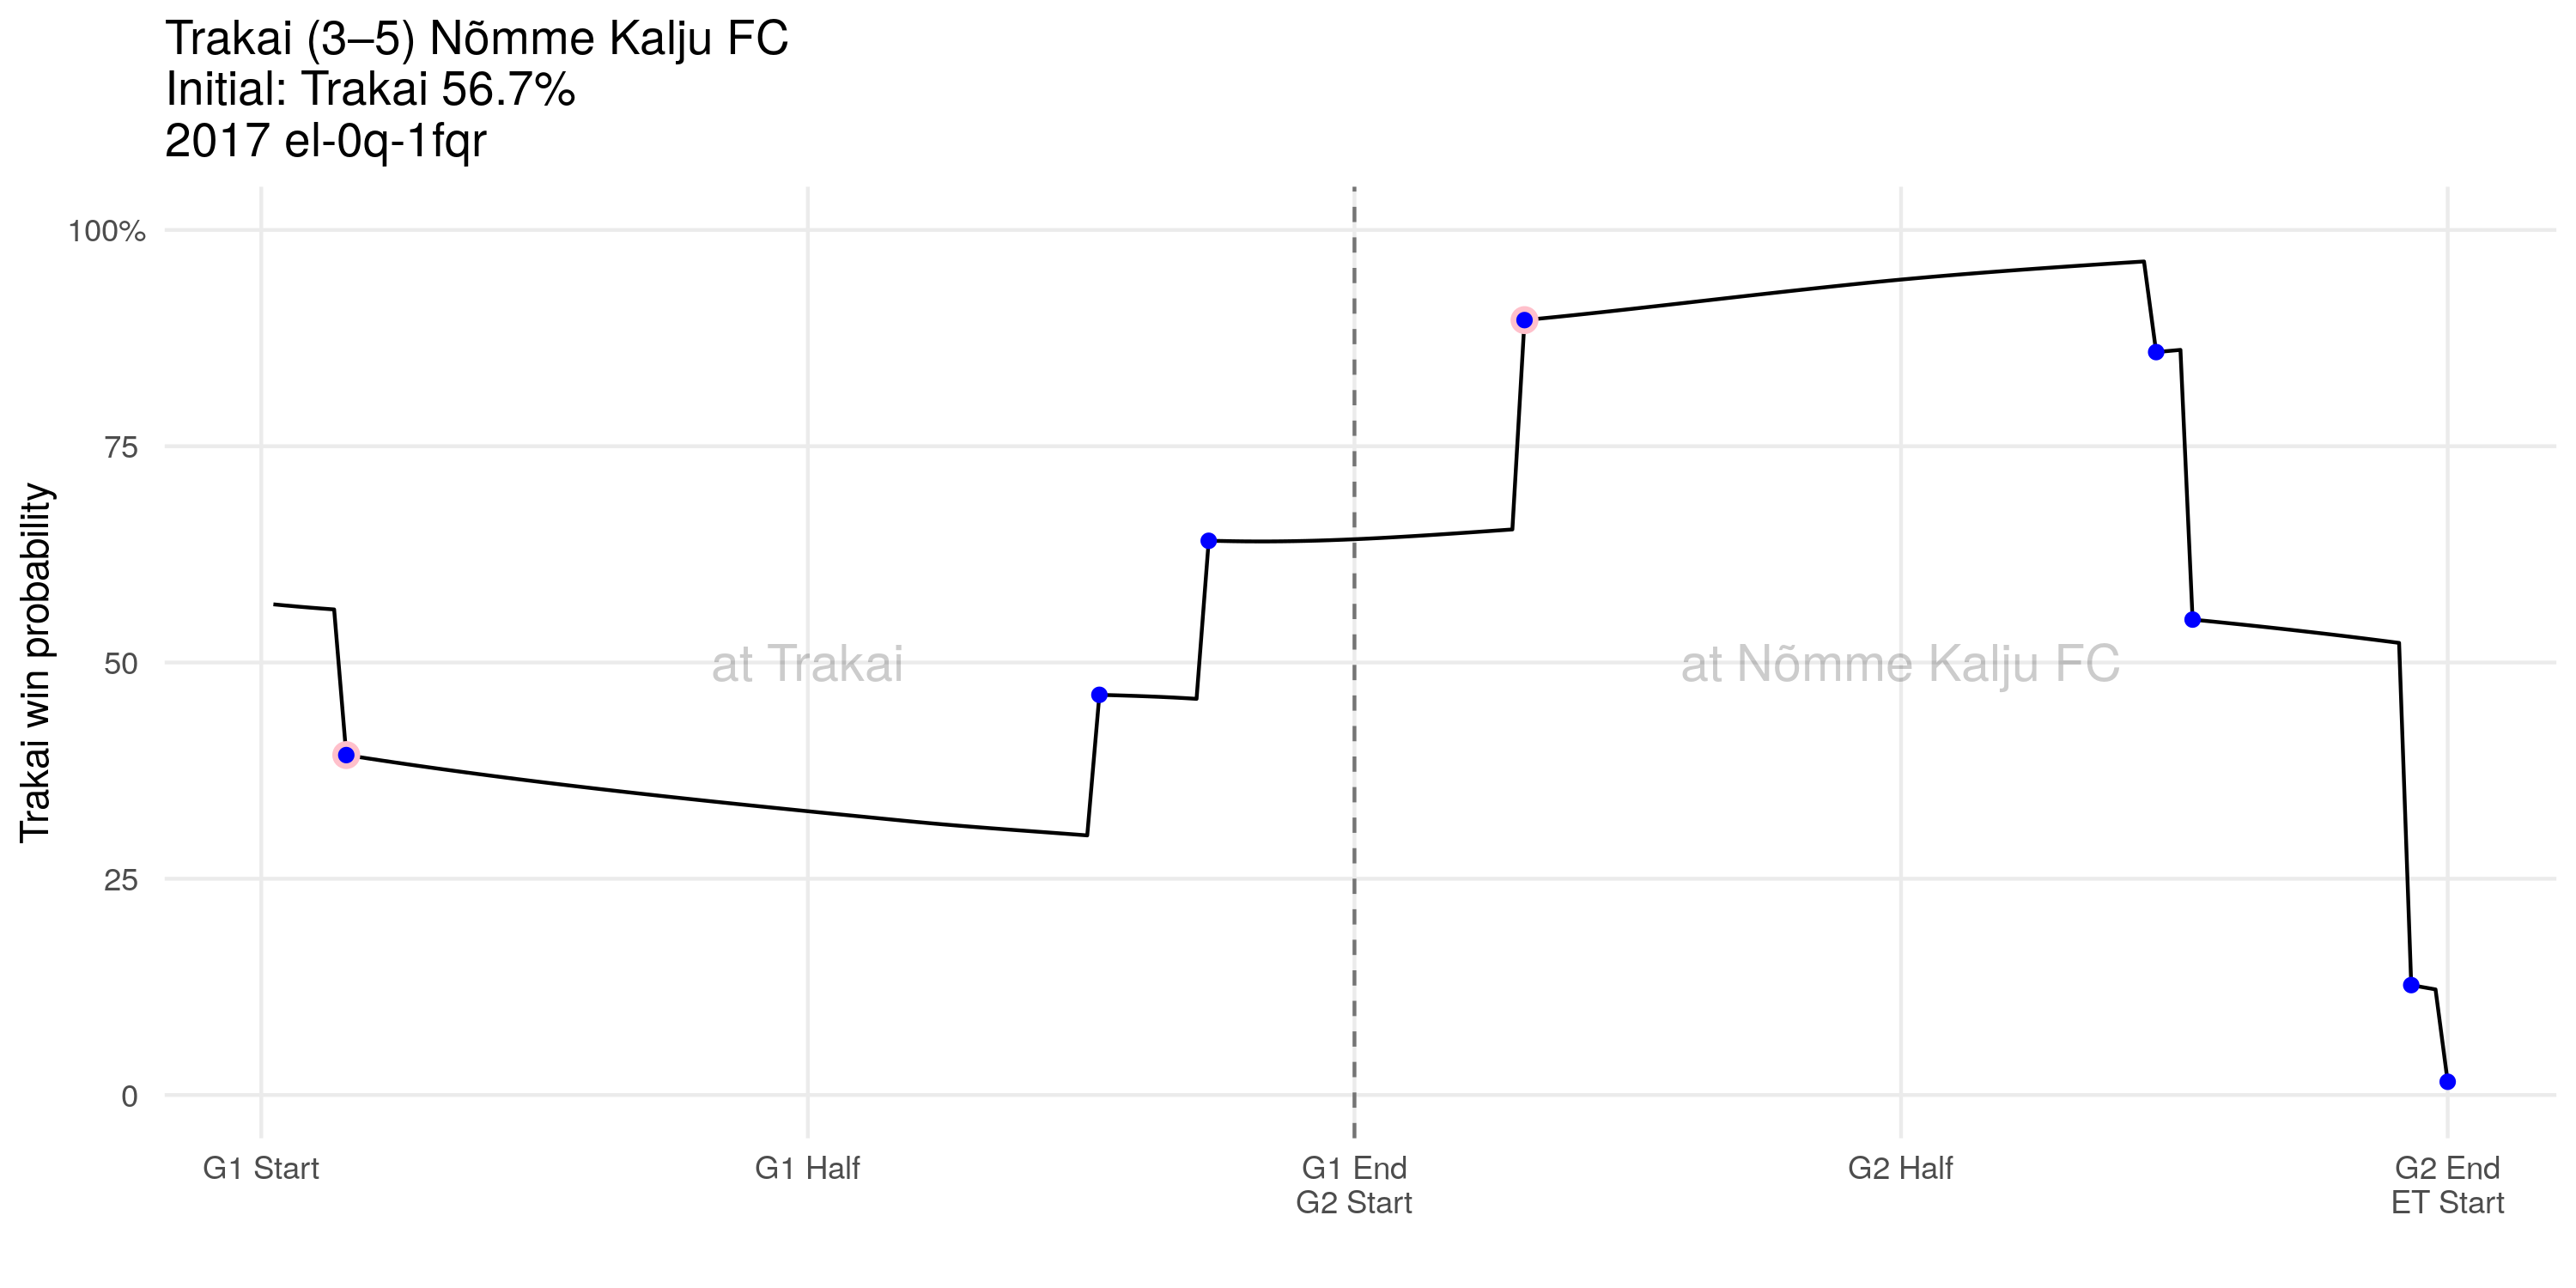 Trakai (3–5) Nõmme Kalju FC
Initial: Trakai 56.7%
2017 el-0q-1fqr
Trakai win probability
100%
75
50
25
0
at Trakai
at Nõmme Kalju FC
G1 Start
G1 Half
G1 End
G2 Start
G2 Half
G2 End
ET Start